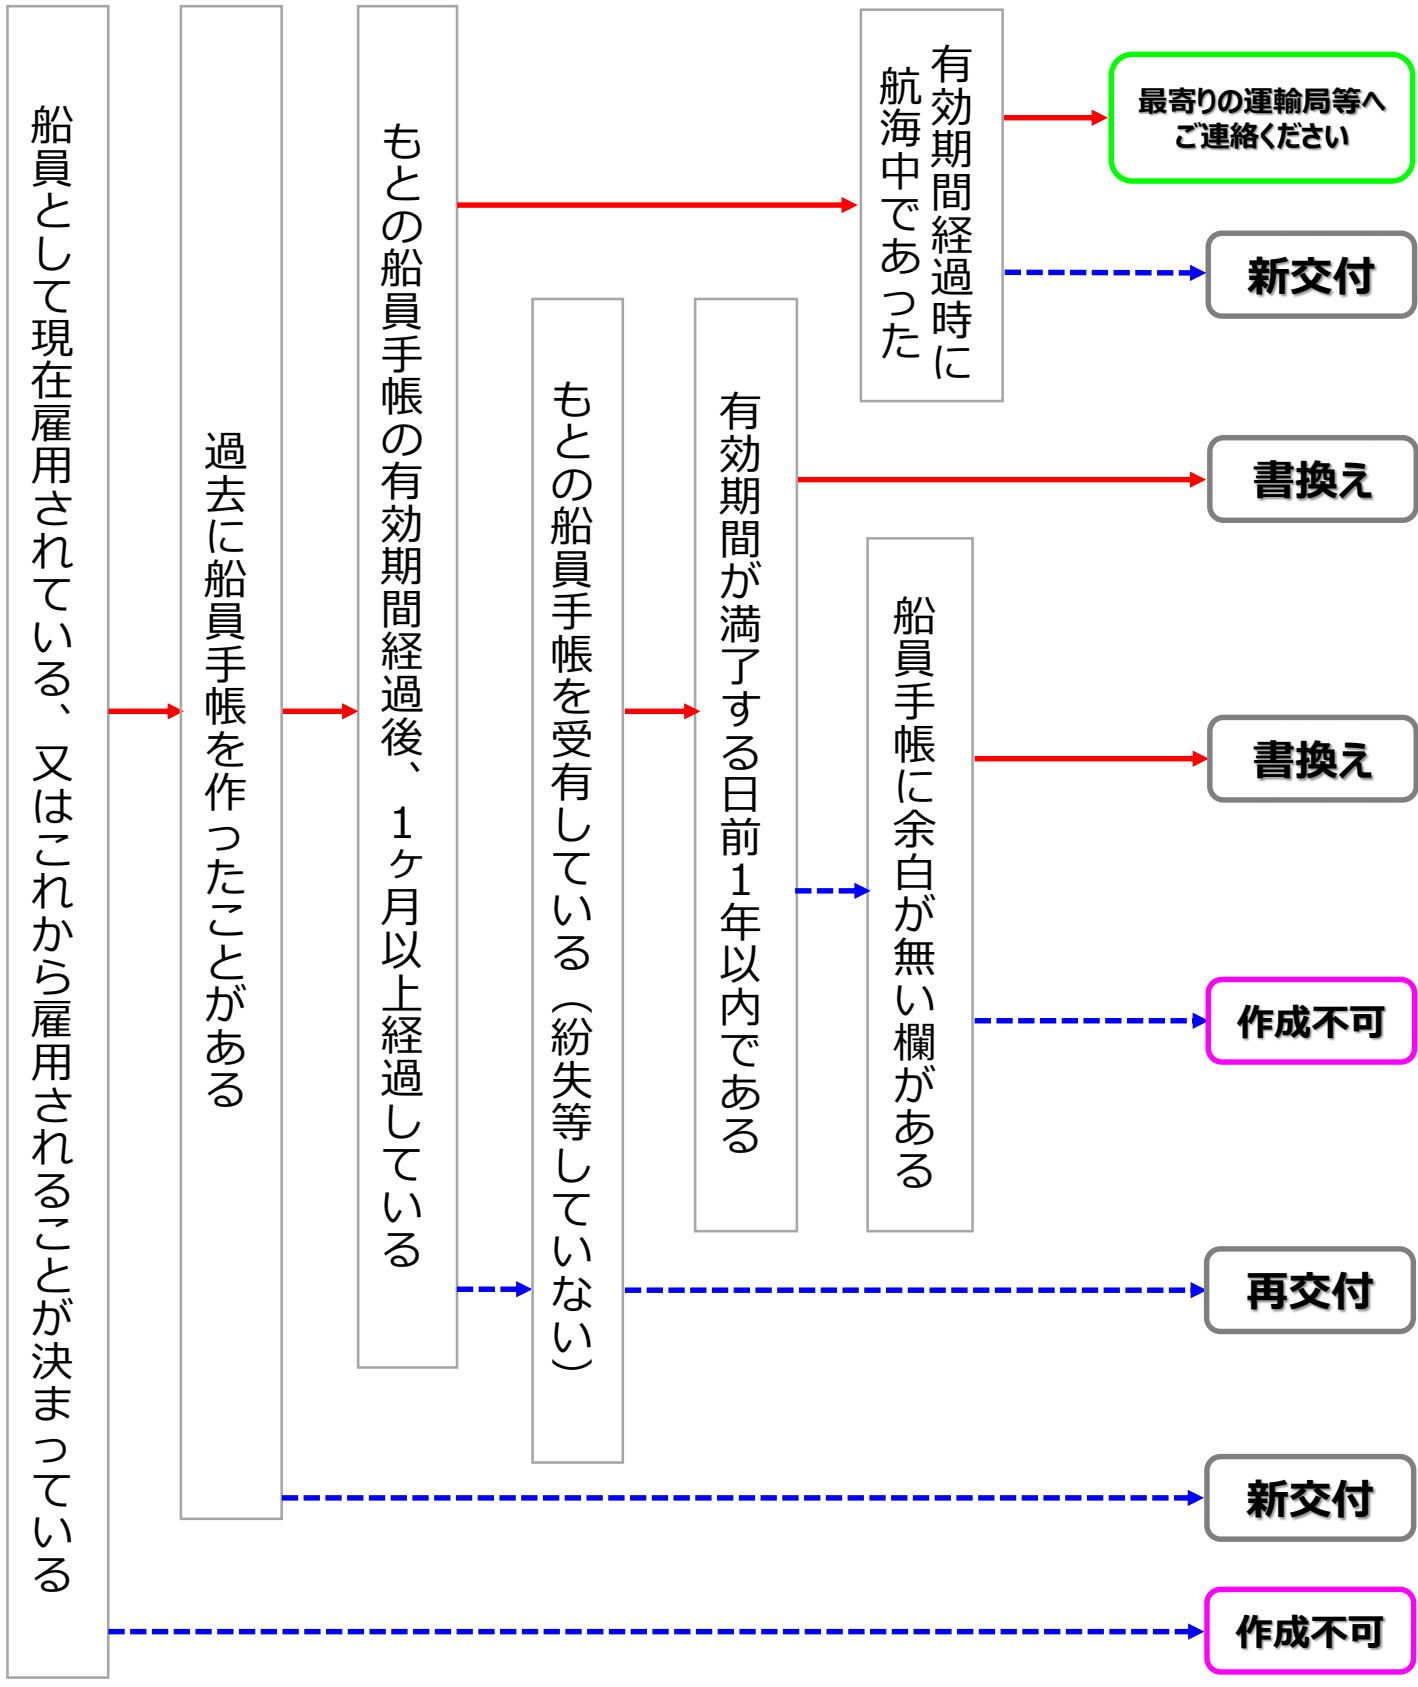 船員として現在雇用されている、又はこれから雇用されることが決まっている
過去に船員手帳を作ったことがある
もとの船員手帳の有効期間経過後、1ヶ月以上経過している
もとの船員手帳を受有している（紛失等していない）
有効期間が満了する日前1年以内である
有効期間経過時に
航海中であった
船員手帳に余白が無い欄がある
最寄りの運輸局等へ
ご連絡ください
新交付
書換え
書換え
作成不可
再交付
新交付
作成不可